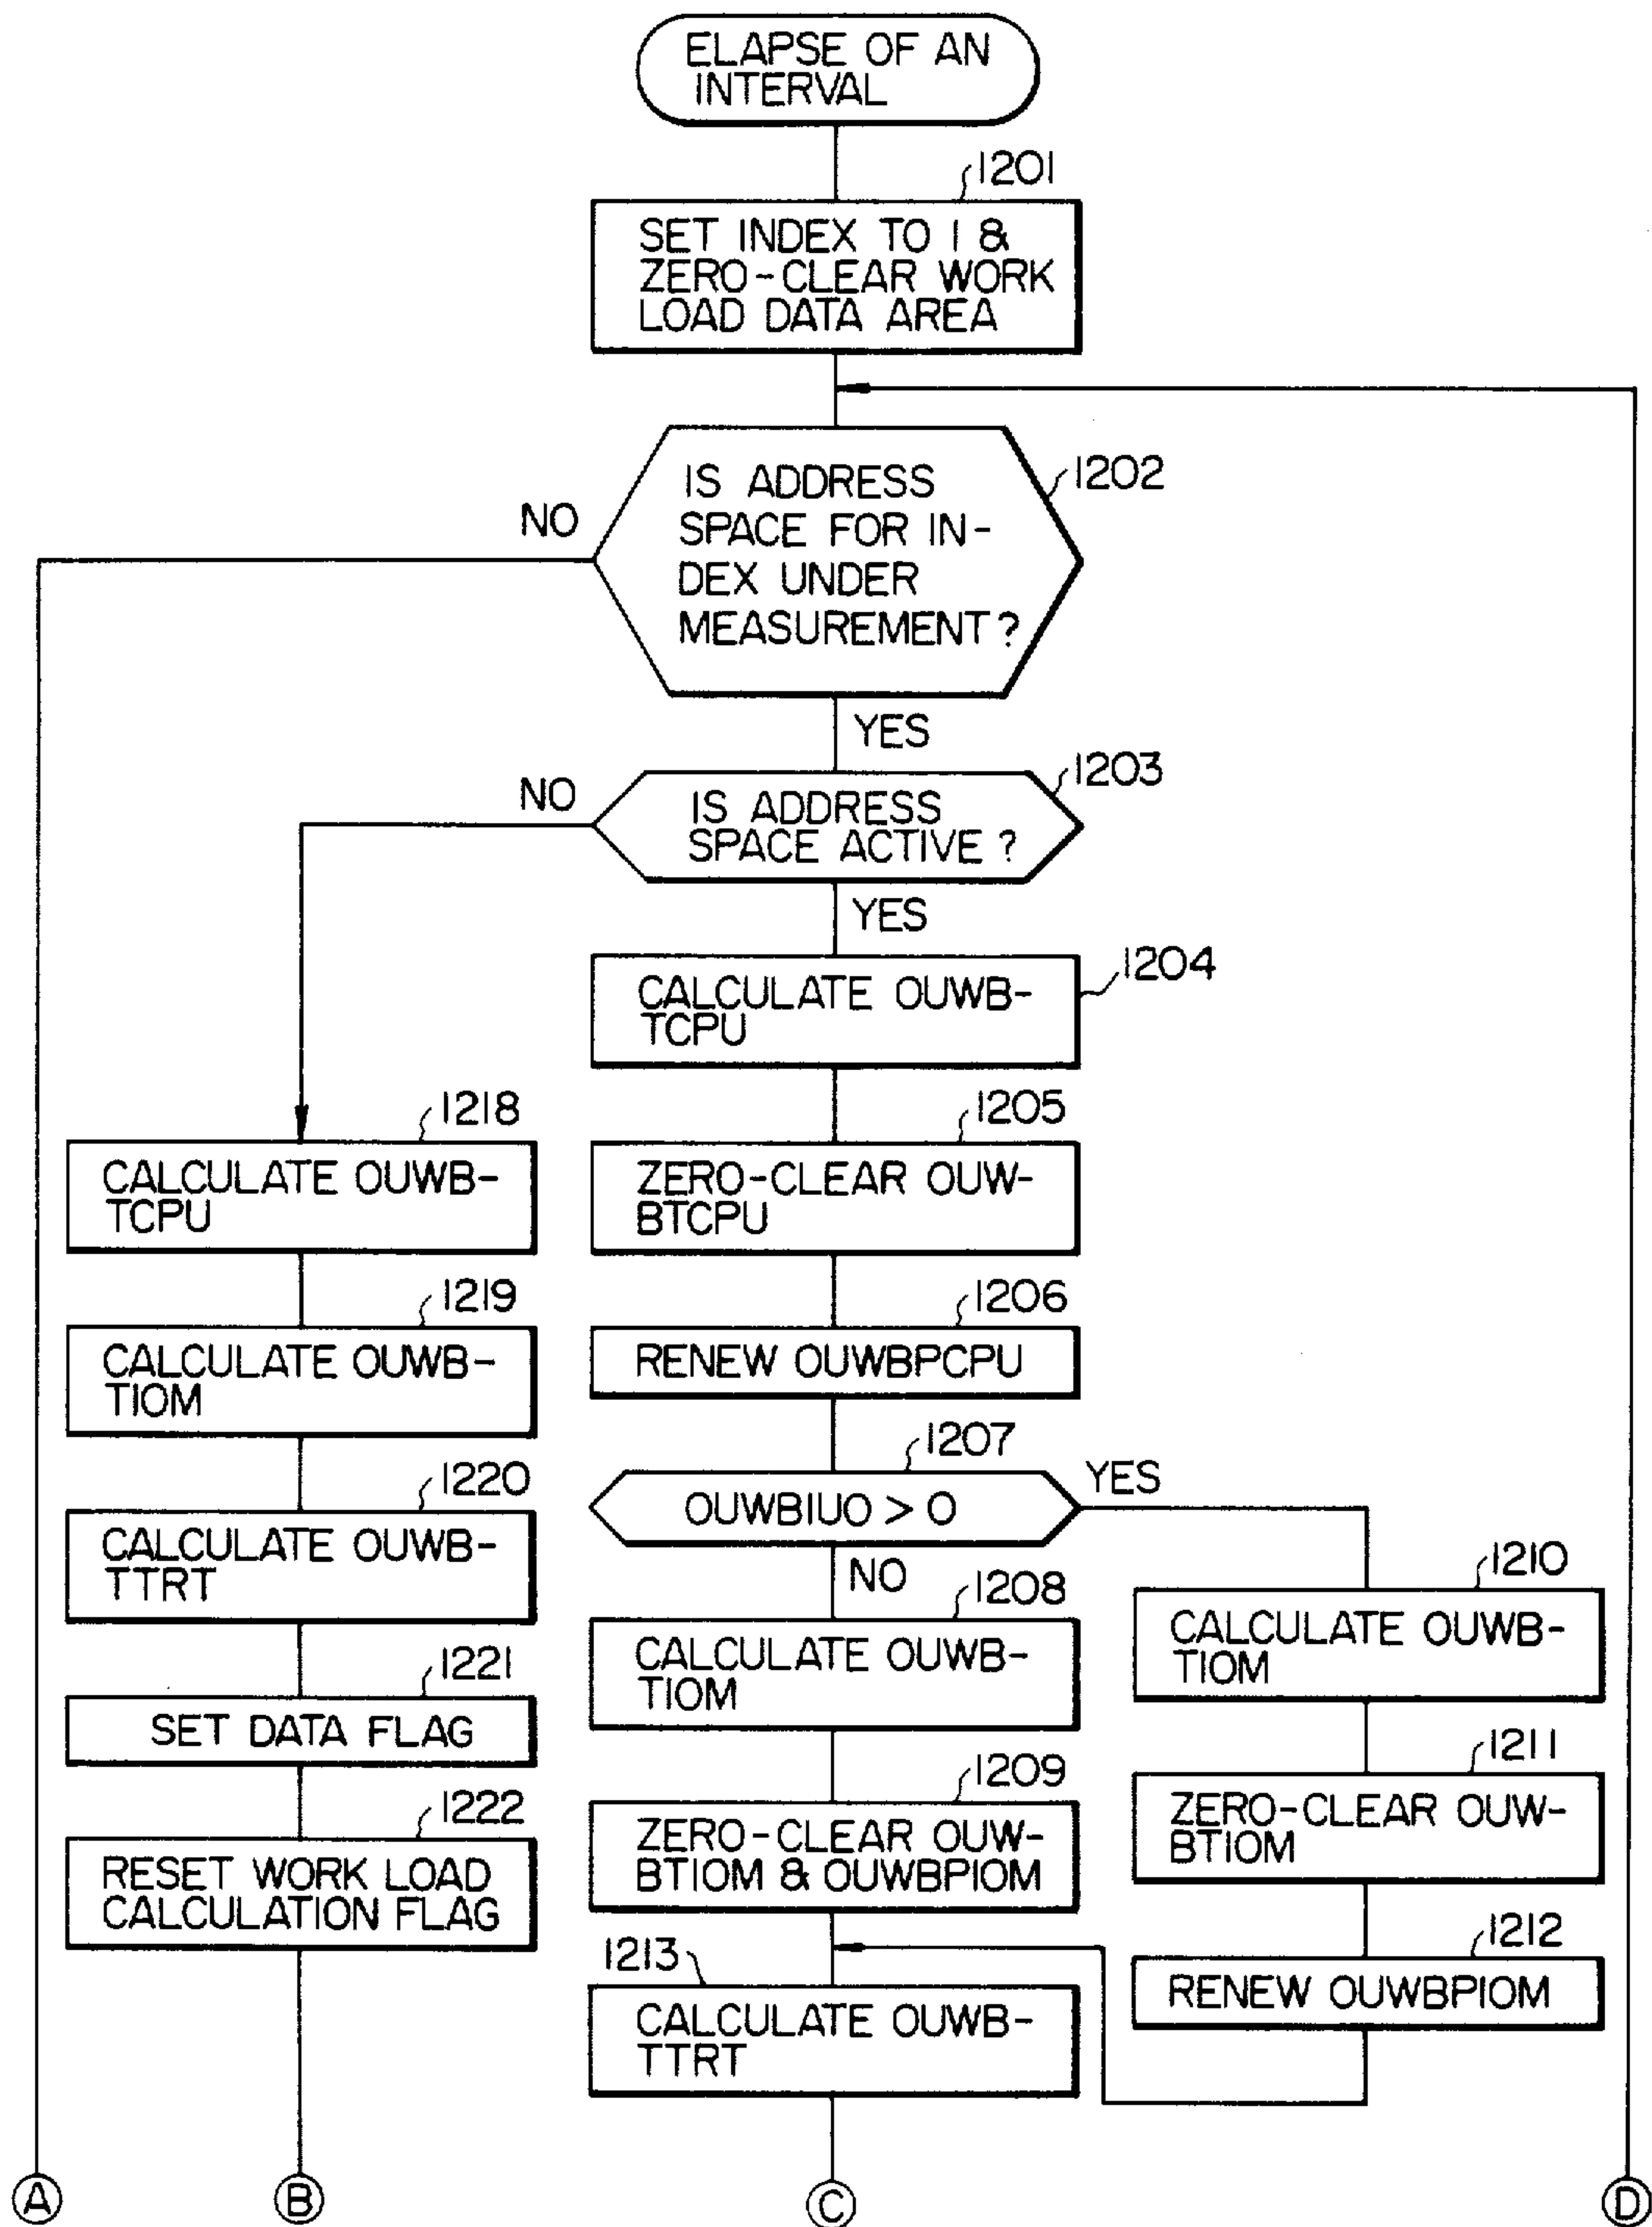 ELAPSE OF AN
INTERVAL
1201
SET INDEX TO 1 &
ZERO-CLEAR WORK
LOAD DATA AREA
1202
IS ADDRESS
SPACE FOR IN-
DEX UNDER
MEASUREMENT?
NO
YES
1203
IS ADDRESS
SPACE ACTIVE?
NO
YES
1204
CALCULATE OUWB-
TCPU
1218
CALCULATE OUWB-
TCPU
1205
ZERO-CLEAR OUW-
BTCPU
1219
CALCULATE OUWB-
TIOM
1206
RENEW OUWBPCPU
1207
OUWBIUO > 0
YES
NO
1220
CALCULATE OUWB-
TTRT
1208
CALCULATE OUWB-
TIOM
1210
CALCULATE OUWB-
TIOM
1221
SET DATA FLAG
1209
ZERO-CLEAR OUW-
BTIOM & OUWBPIOM
1211
ZERO-CLEAR OUW-
BTIOM
1222
RESET WORK LOAD
CALCULATION FLAG
1212
RENEW OUWBPIOM
1213
CALCULATE OUWB-
TTRT
A
B
C
D